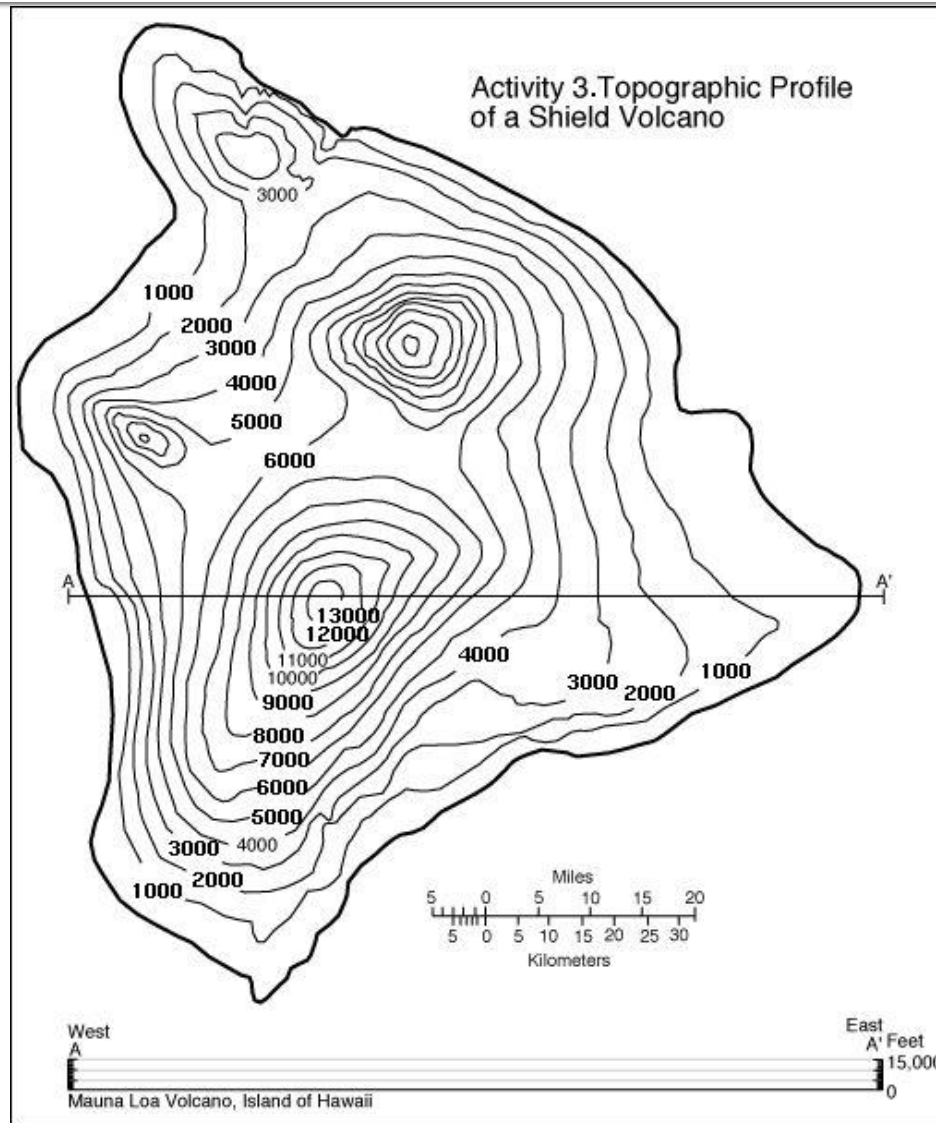 Activity 3.Topographic Profile
of a Shield Volcano
3000
1000
2000
3000
4000
5000
6000
A
A'
13000
12000
11000
10000
9000
8000
7000
6000
5000
4000
3000
2000
1000
4000
3000
2000
1000
Miles
5 0 5 10 15 20
5 0 5 10 15 20 25 30
Kilometers
West
A
East
A' Feet
15,000
0
Mauna Loa Volcano, Island of Hawaii